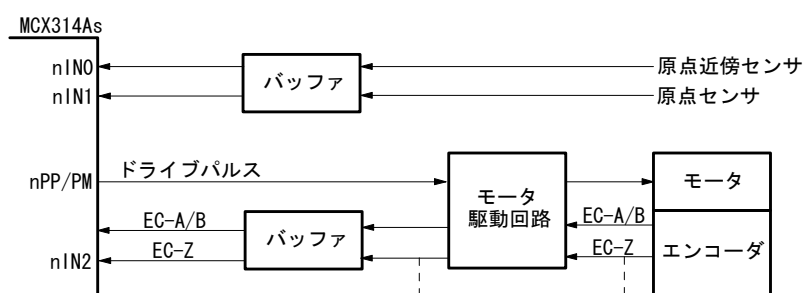 MCX314As
nIN0
バッファ
原点近傍センサ
nIN1
原点センサ
nPP/PM
ドライブパルス
モータ
駆動回路
モータ
EC-A/B
バッファ
EC-A/B
エンコーダ
nIN2
EC-Z
EC-Z